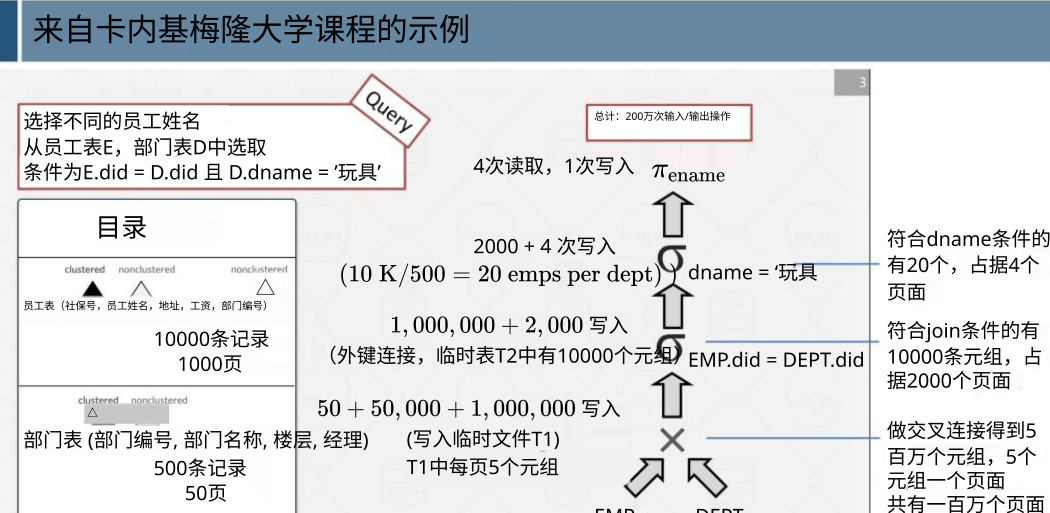 来自卡内基梅隆大学课程的示例
3
Query
选择不同的员工姓名
从员工表E，部门表D中选取
条件为E.did = D.did 且 D.dname = ‘玩具’
总计：200万次输入/输出操作
4次读取，1次写入
πename
目录
clustered nonclustered nonclustered
员工表（社保号，员工姓名，地址，工资，部门编号）
10000条记录
1000页
2000 + 4 次写入
(10 K/500 = 20 emps per dept)
σ dname = ‘玩具
1,000,000 + 2,000 写入
（外键连接，临时表T2中有10000个元组）
σ EMP.did = DEPT.did
clustered nonclustered
部门表 (部门编号, 部门名称, 楼层, 经理)
500条记录
50页
50 + 50,000 + 1,000,000 写入
(写入临时文件T1)
T1中每页5个元组
×
符合dname条件的
有20个，占据4个
页面
符合join条件的有
10000条元组，占
据2000个页面
做交叉连接得到5
百万个元组，5个
元组一个页面
共有一百万个页面
EMP DEPT